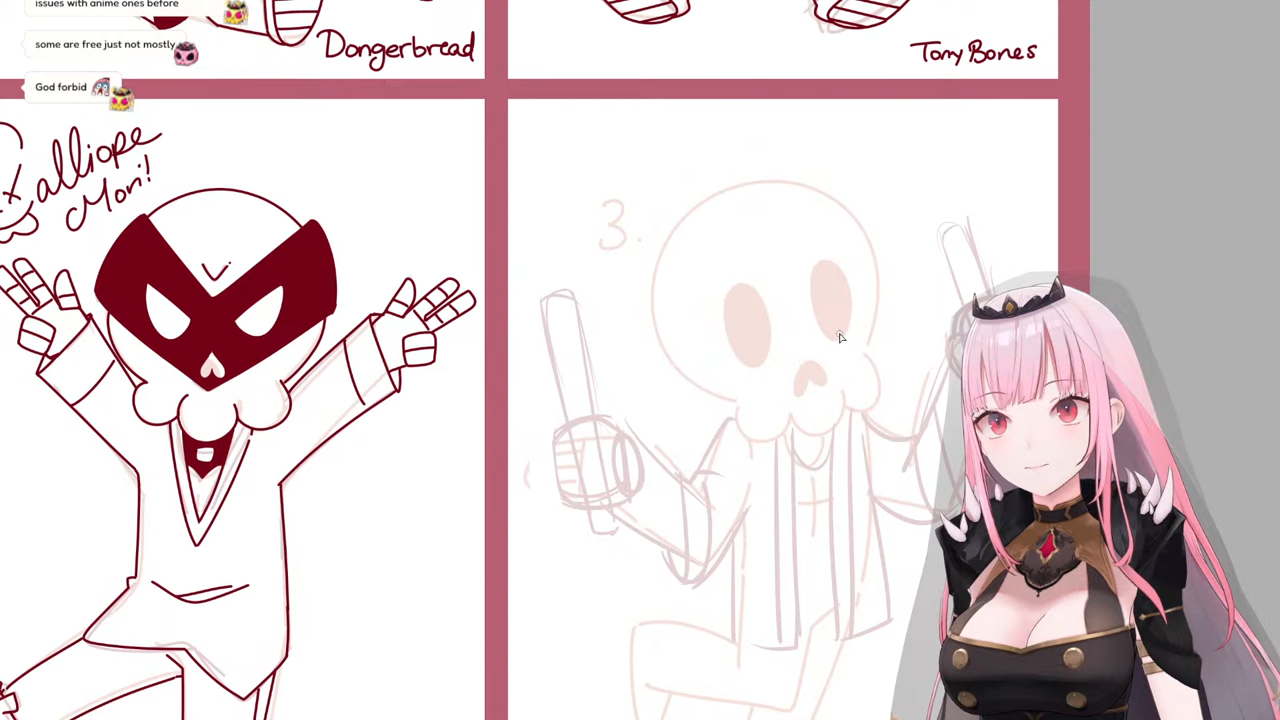 issues with anime ones before
some are free just not mostly
God forbid
Dongerbread
Tony Bones
Calliope
Mori!
3.